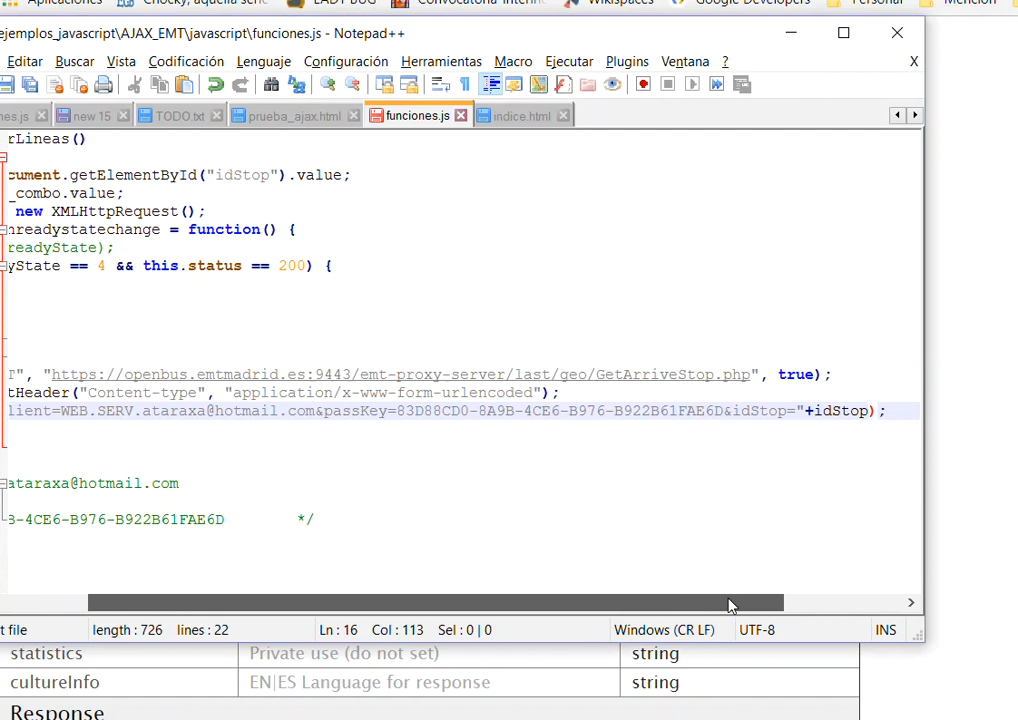 Aplicaciones Chocky, aquella serie LADY BUG Convocatoria Intern Wikispaces Google Developers Personal Mención
ejemplos_javascript\AJAX_EMT\javascript\funciones.js - Notepad++
Editar Buscar Vista Codificación Lenguaje Configuración Herramientas Macro Ejecutar Plugins Ventana ? X
nes.js new 15 TODO.txt prueba_ajax.html funciones.js indice.html
rLineas()
cument.getElementById("idStop").value;
_combo.value;
new XMLHttpRequest();
nreadystatechange = function() {
readyState);
yState == 4 && this.status == 200) {
T", "https://openbus.emtmadrid.es:9443/emt-proxy-server/last/geo/GetArriveStop.php", true);
tHeader("Content-type", "application/x-www-form-urlencoded");
lient=WEB.SERV.ataraxa@hotmail.com&passKey=83D88CD0-8A9B-4CE6-B976-B922B61FAE6D&idStop="+idStop);
ataraxa@hotmail.com
B-4CE6-B976-B922B61FAE6D */
t file length : 726 lines : 22 Ln : 16 Col : 113 Sel : 0 | 0 Windows (CR LF) UTF-8 INS
statistics Private use (do not set) string
cultureInfo EN|ES Language for response string
Response